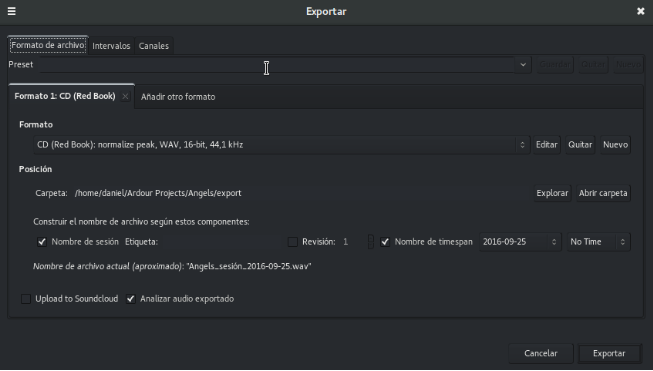 Exportar
Formato de archivo Intervalos Canales
Preset
Formato 1: CD (Red Book) Añadir otro formato
Formato
CD (Red Book): normalize peak, WAV, 16-bit, 44,1 kHz Editar Quitar Nuevo
Posición
Carpeta: /home/daniel/Ardour Projects/Angels/export Explorar Abrir carpeta
Construir el nombre de archivo según estos componentes:
Nombre de sesión Etiqueta: Revisión: 1 Nombre de timespan 2016-09-25 No Time
Nombre de archivo actual (aproximado): "Angels_sesión_2016-09-25.wav"
Upload to Soundcloud Analizar audio exportado
Cancelar Exportar